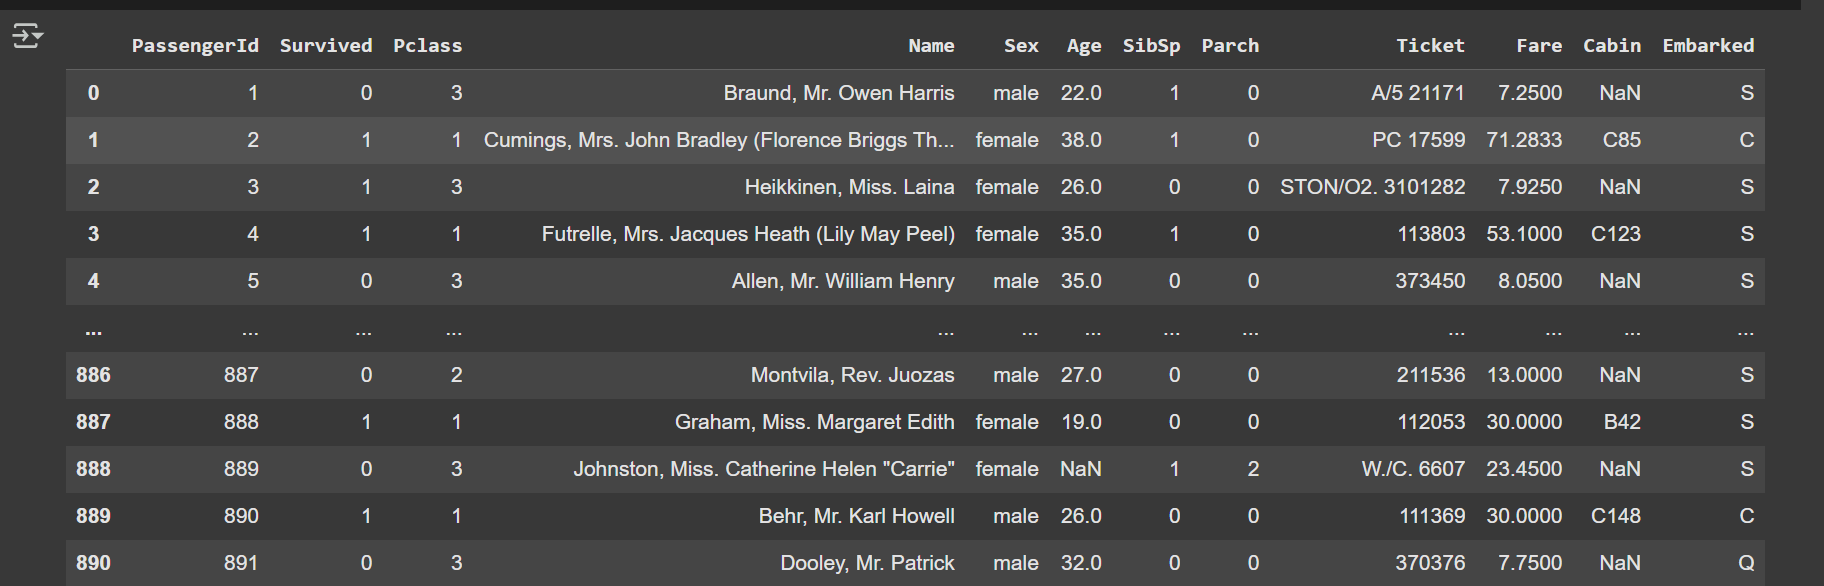 PassengerId Survived Pclass Name Sex Age SibSp Parch Ticket Fare Cabin Embarked
0 1 0 3 Braund, Mr. Owen Harris male 22.0 1 0 A/5 21171 7.2500 NaN S
1 2 1 1 Cumings, Mrs. John Bradley (Florence Briggs Th... female 38.0 1 0 PC 17599 71.2833 C85 C
2 3 1 3 Heikkinen, Miss. Laina female 26.0 0 0 STON/O2. 3101282 7.9250 NaN S
3 4 1 1 Futrelle, Mrs. Jacques Heath (Lily May Peel) female 35.0 1 0 113803 53.1000 C123 S
4 5 0 3 Allen, Mr. William Henry male 35.0 0 0 373450 8.0500 NaN S
... ... ... ... ... ... ... ... ... ... ... ... ...
886 887 0 2 Montvila, Rev. Juozas male 27.0 0 0 211536 13.0000 NaN S
887 888 1 1 Graham, Miss. Margaret Edith female 19.0 0 0 112053 30.0000 B42 S
888 889 0 3 Johnston, Miss. Catherine Helen "Carrie" female NaN 1 2 W./C. 6607 23.4500 NaN S
889 890 1 1 Behr, Mr. Karl Howell male 26.0 0 0 111369 30.0000 C148 C
890 891 0 3 Dooley, Mr. Patrick male 32.0 0 0 370376 7.7500 NaN Q